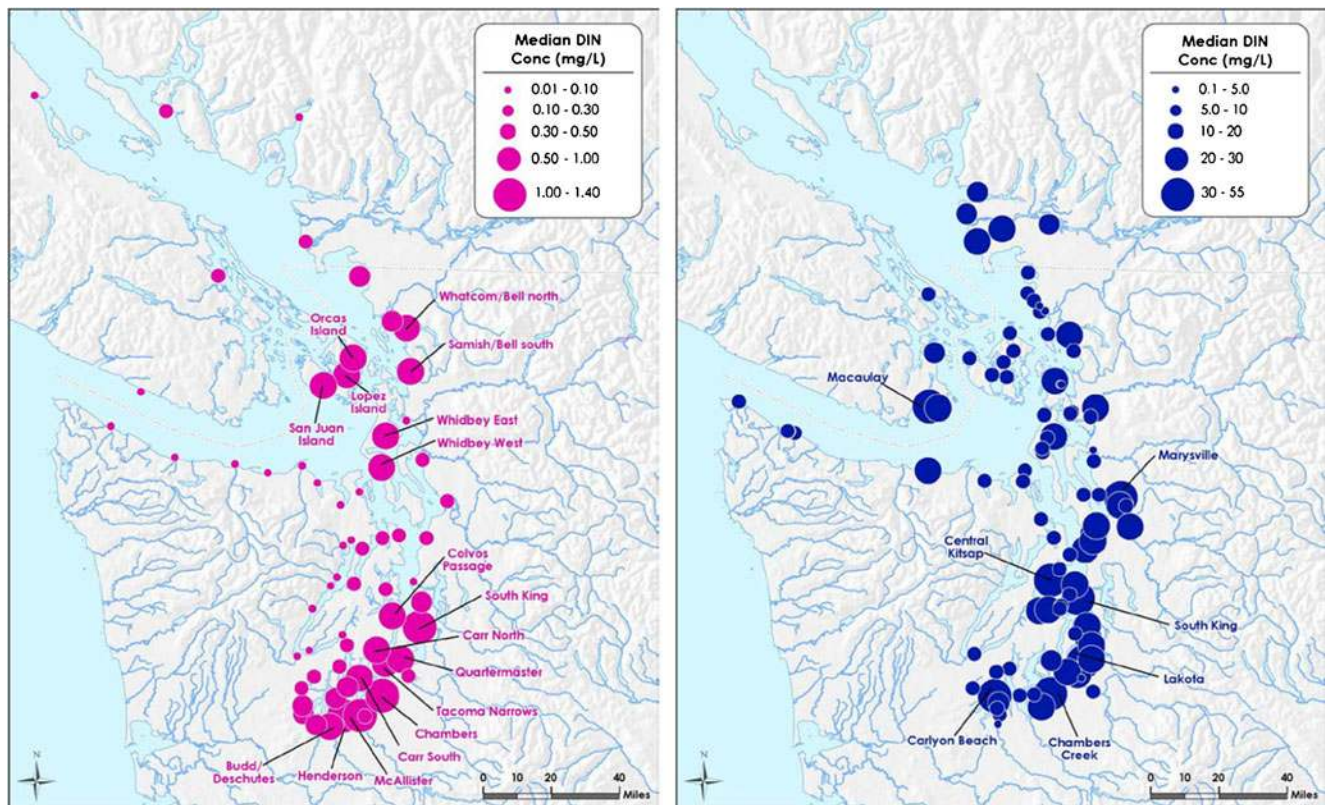 Median DIN
Conc (mg/L)
0.01 - 0.10
0.10 - 0.30
0.30 - 0.50
0.50 - 1.00
1.00 - 1.40
Whatcom/Bell north
Orcas
Island
Samish/Bell south
Lopez
Island
San Juan
Island
Whidbey East
Whidbey West
Colvos
Passage
South King
Carr North
Quartermaster
Tacoma Narrows
Chambers
Carr South
Budd/
Deschutes
Henderson
McAllister
N
0 10 20 40
Miles
Median DIN
Conc (mg/L)
0.1 - 5.0
5.0 - 10
10 - 20
20 - 30
30 - 55
Macaulay
Marysville
Central
Kitsap
South King
Lakota
Carlyon Beach
Chambers
Creek
N
0 10 20 40
Miles